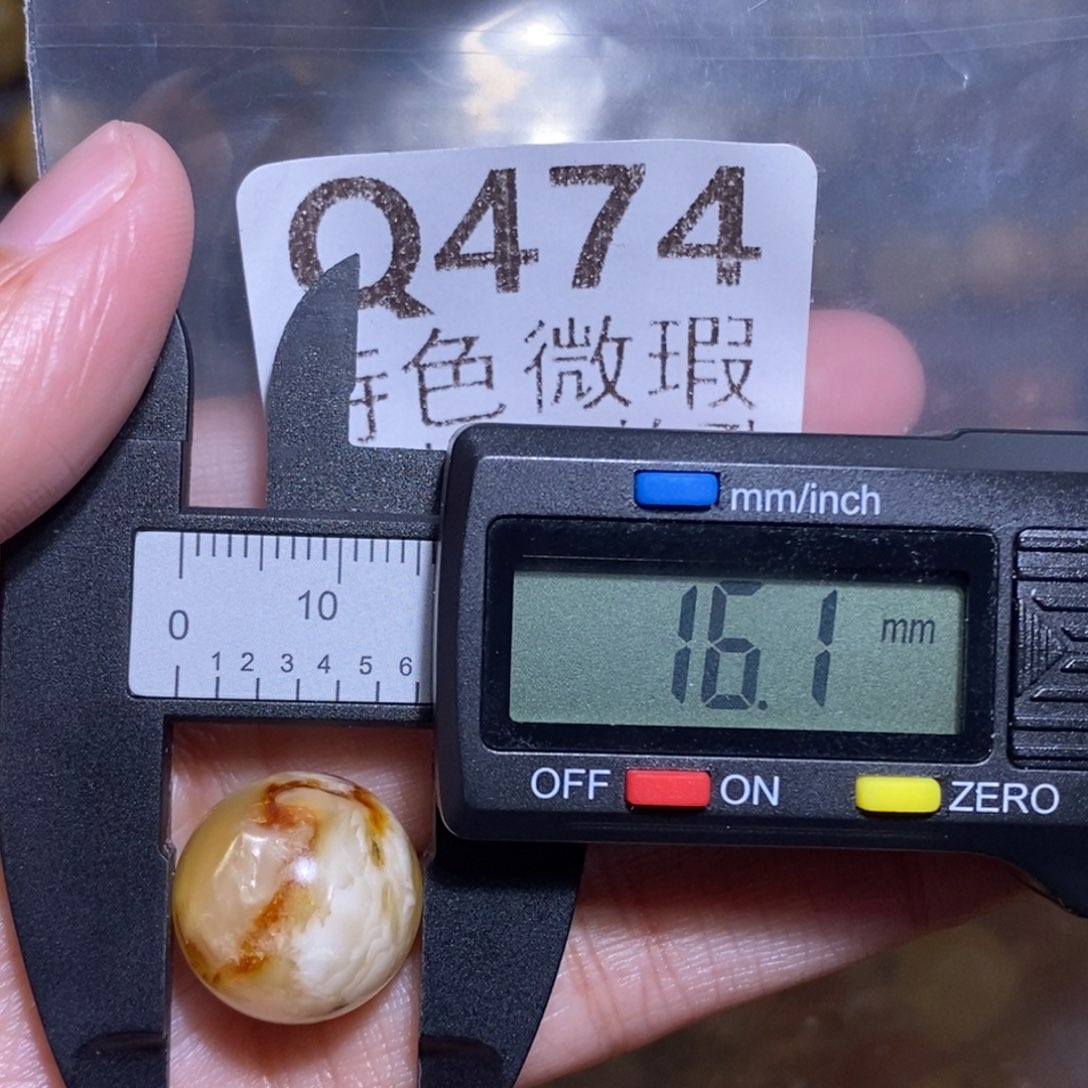 Q474
色微瑕
mm/inch
16.1 mm
OFF ON ZERO
0 10
1 2 3 4 5 6